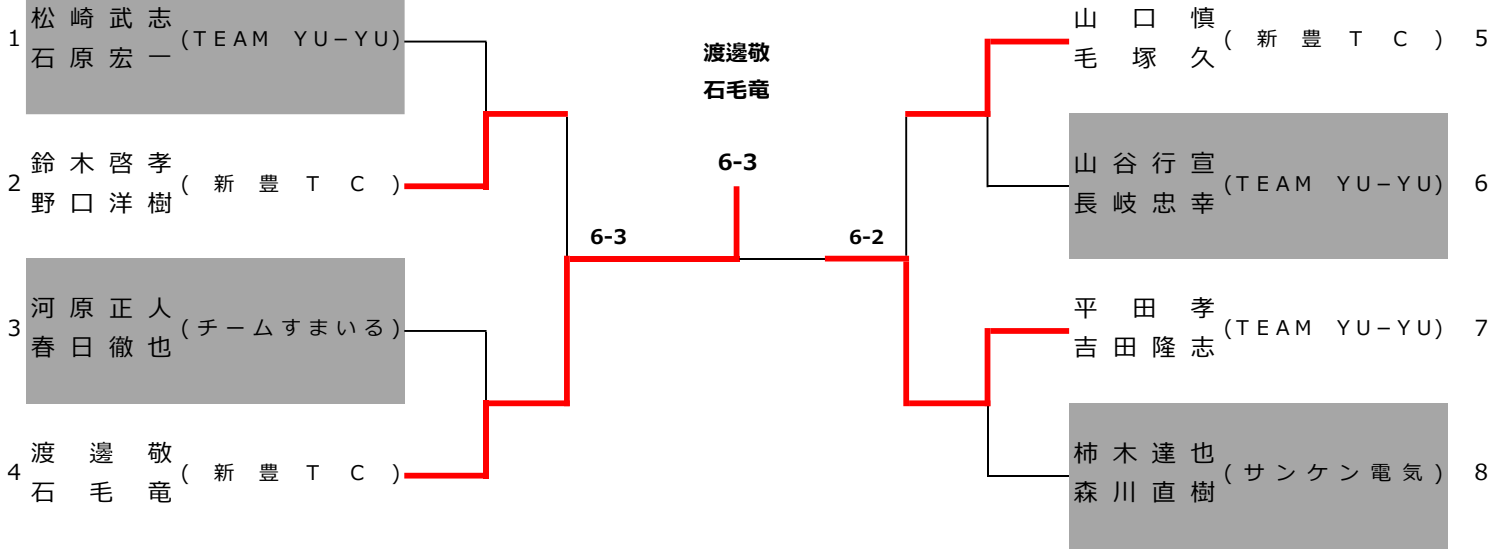 1 松崎武志 (TEAM YU-YU)
石原宏一
2 鈴木啓孝 (新豊TC)
野口洋樹
3 河原正人 (チームすまいる)
春日徹也
4 渡邊敬 (新豊TC)
石毛竜
渡邊敬
石毛竜
6-3
6-3
6-2
山口慎 (新豊TC) 5
毛塚久
山谷行宣 (TEAM YU-YU) 6
長岐忠幸
平田孝 (TEAM YU-YU) 7
吉田隆志
柿木達也 (サンケン電気) 8
森川直樹